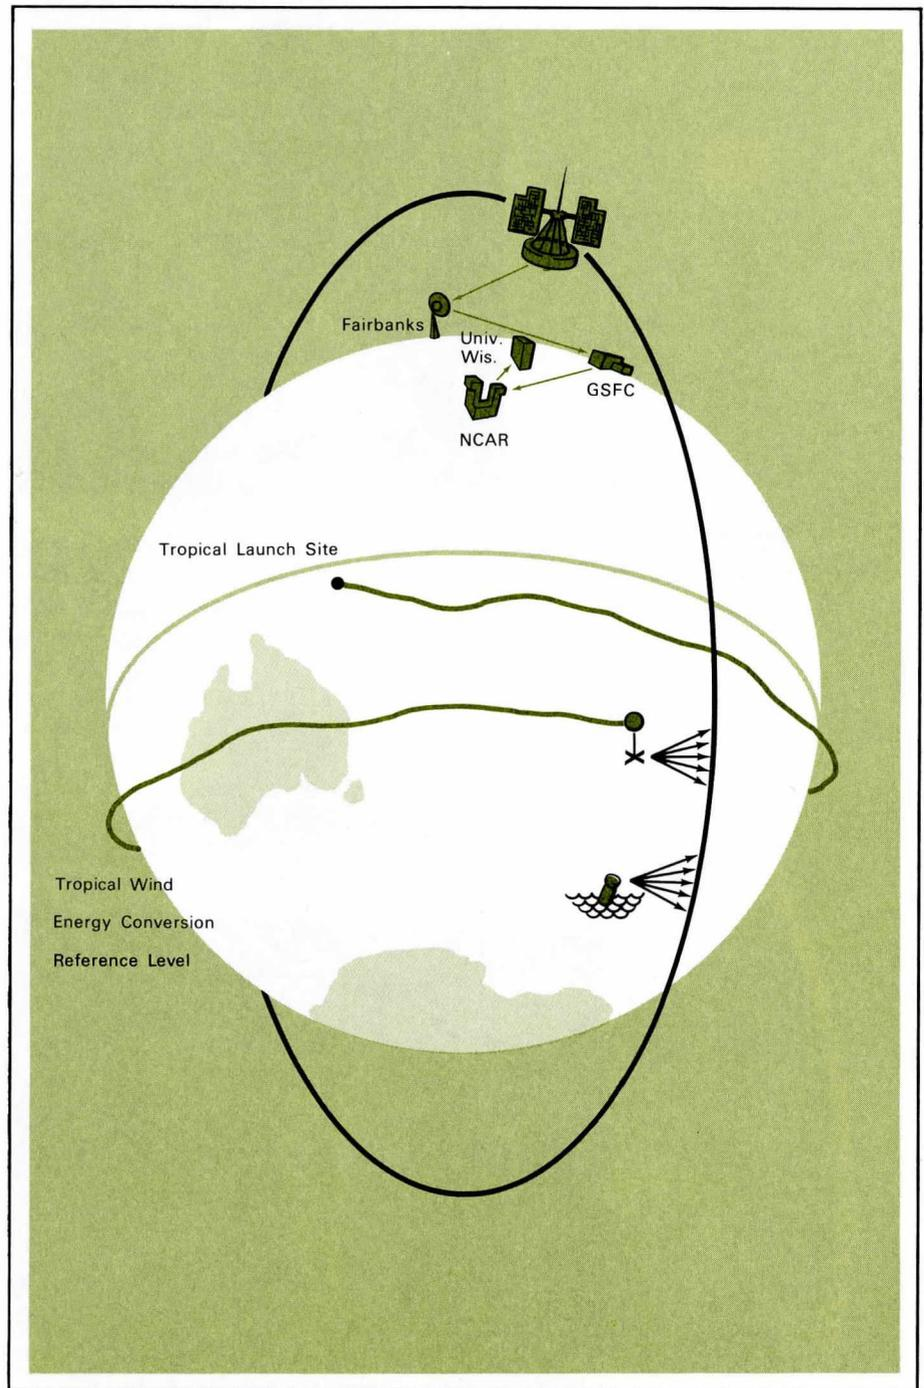 Fairbanks
Univ.
Wis.
GSFC
NCAR
Tropical Launch Site
Tropical Wind
Energy Conversion
Reference Level